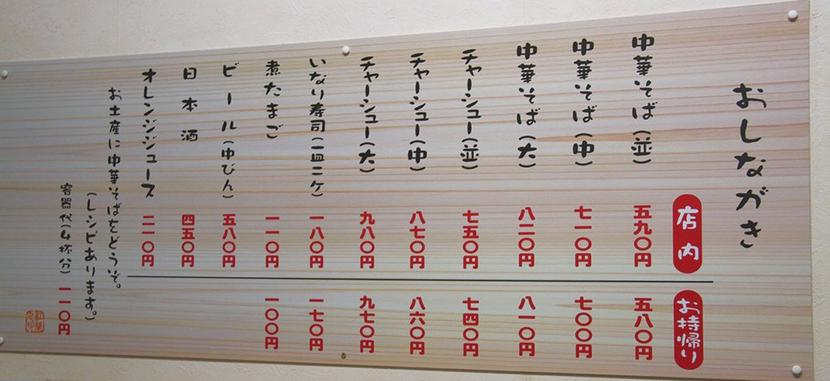 おしながき
店内
お持帰り
中華そば(並) 五九〇円 五八〇円
中華そば(中) 七一〇円 七〇〇円
中華そば(大) 八二〇円 八一〇円
チャーシュー(並) 七五〇円 七四〇円
チャーシュー(中) 八七〇円 八六〇円
チャーシュー(大) 九八〇円 九七〇円
いなり寿司(一皿二ケ) 一八〇円 一七〇円
煮たまご 一一〇円 一〇〇円
ビール(中びん) 五八〇円
日本酒 四五〇円
オレンジジュース 二一〇円
お土産に中華そばをどうぞ。
(レシピあります。)
容器代(4杯分) 一一〇円